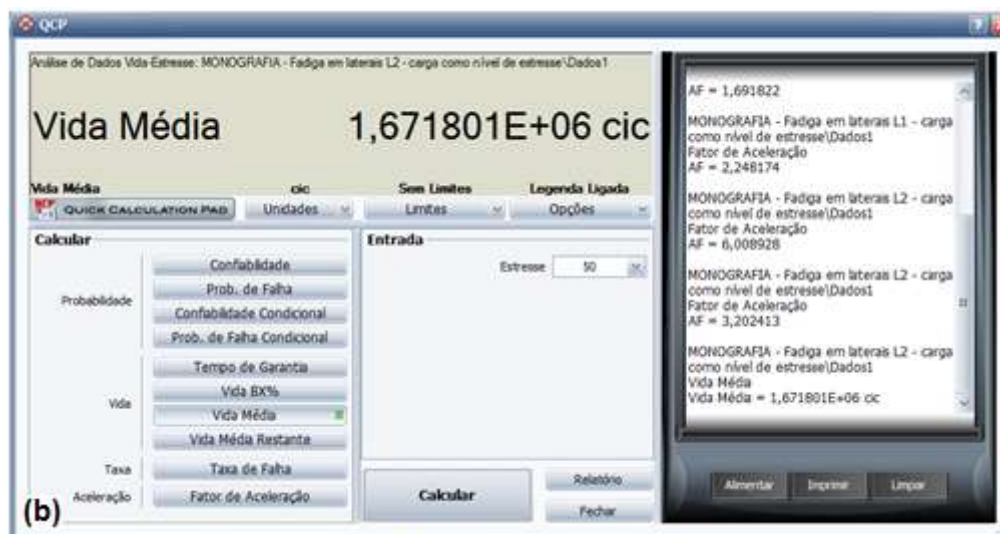 QCP
Análise de Dados Vida-Estresse: MONOGRAFIA - Fadiga em laterais L2 - carga como nível de estresse\Dados1
Vida Média 1,671801E+06 cic
Vida Média cic Sem Limites Legenda Ligada
QUICK CALCULATION PAD Unidades Limites Opções
Calcular
Probabilidade
Confiabilidade
Prob. de Falha
Confiabilidade Condicional
Prob. de Falha Condicional
Vida
Tempo de Garantia
Vida BX%
Vida Média
Vida Média Restante
Taxa
Taxa de Falha
Aceleração
Fator de Aceleração
Entrada
Estresse 50
Calcular
Relatório
Fechar
AF = 1,691822
MONOGRAFIA - Fadiga em laterais L1 - carga
como nível de estresse\Dados1
Fator de Aceleração
AF = 2,248174
MONOGRAFIA - Fadiga em laterais L2 - carga
como nível de estresse\Dados1
Fator de Aceleração
AF = 6,008928
MONOGRAFIA - Fadiga em laterais L2 - carga
como nível de estresse\Dados1
Fator de Aceleração
AF = 3,202413
MONOGRAFIA - Fadiga em laterais L2 - carga
como nível de estresse\Dados1
Vida Média
Vida Média = 1,671801E+06 cic
Alimentar Imprimir Limpar
(b)